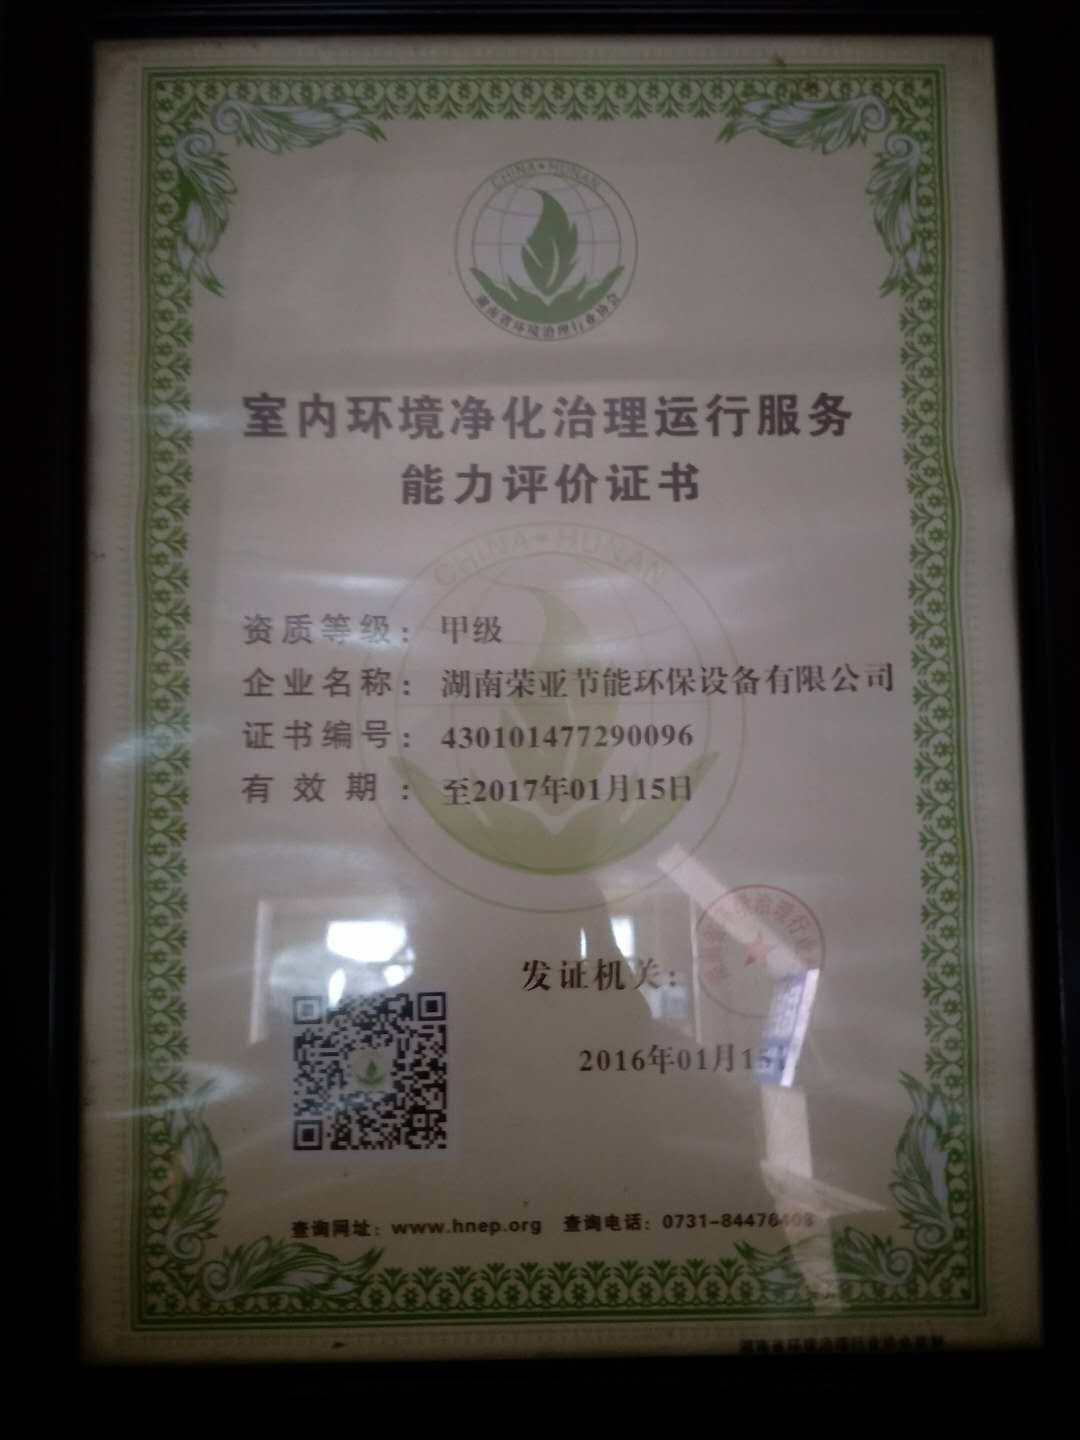 CHINA★HUNAN
湖南省环境治理行业协会
室内环境净化治理运行服务
能力评价证书
CHINA★HUNAN
资质等级：甲级
企业名称：湖南荣亚节能环保设备有限公司
证书编号：430101477290096
有效期：至2017年01月15日
发证机关：
2016年01月15日
查询网址：www.hnep.org 查询电话：0731-84476408